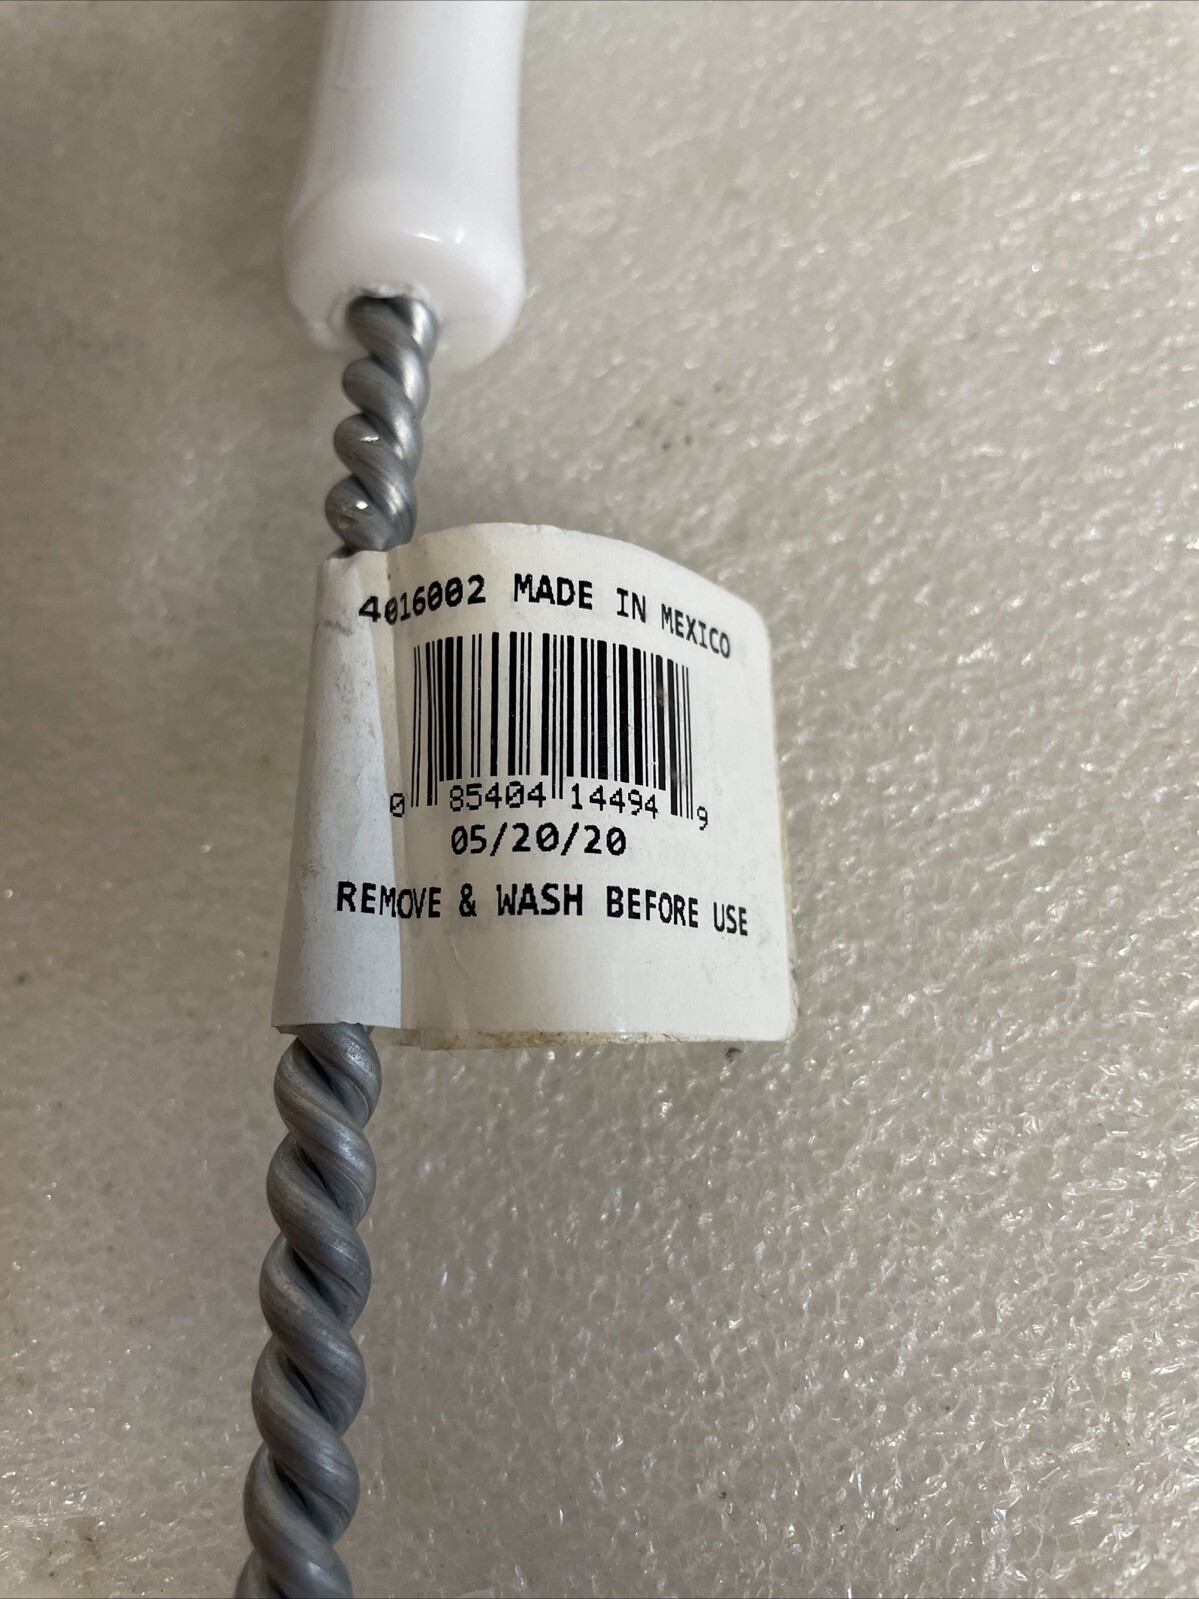 4016002 MADE IN MEXICO
0 85404 14494 9
05/20/20
REMOVE & WASH BEFORE USE